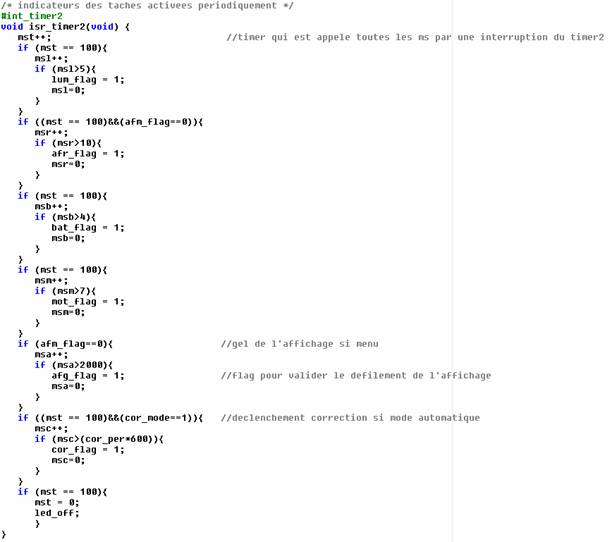 /* indicateurs des taches activees periodiquement */
#int_timer2
void isr_timer2(void) {
mst++; //timer qui est appele toutes les ms par une interruption du timer2
if (mst == 100){
msl++;
if (msl>5){
lum_flag = 1;
msl=0;
}
}
if ((mst == 100)&&(afm_flag==0)){
msr++;
if (msr>10){
afr_flag = 1;
msr=0;
}
}
if (mst == 100){
msb++;
if (msb>4){
bat_flag = 1;
msb=0;
}
}
if (mst == 100){
msm++;
if (msm>7){
mot_flag = 1;
msm=0;
}
}
if (afm_flag==0){ //gel de l'affichage si menu
msa++;
if (msa>2000){
afg_flag = 1; //flag pour valider le defilement de l'affichage
msa=0;
}
}
if ((mst == 100)&&(cor_mode==1)){ //declenchement correction si mode automatique
msc++;
if (msc>(cor_per*600)){
cor_flag = 1;
msc=0;
}
}
if (mst == 100){
mst = 0;
led_off;
}
}